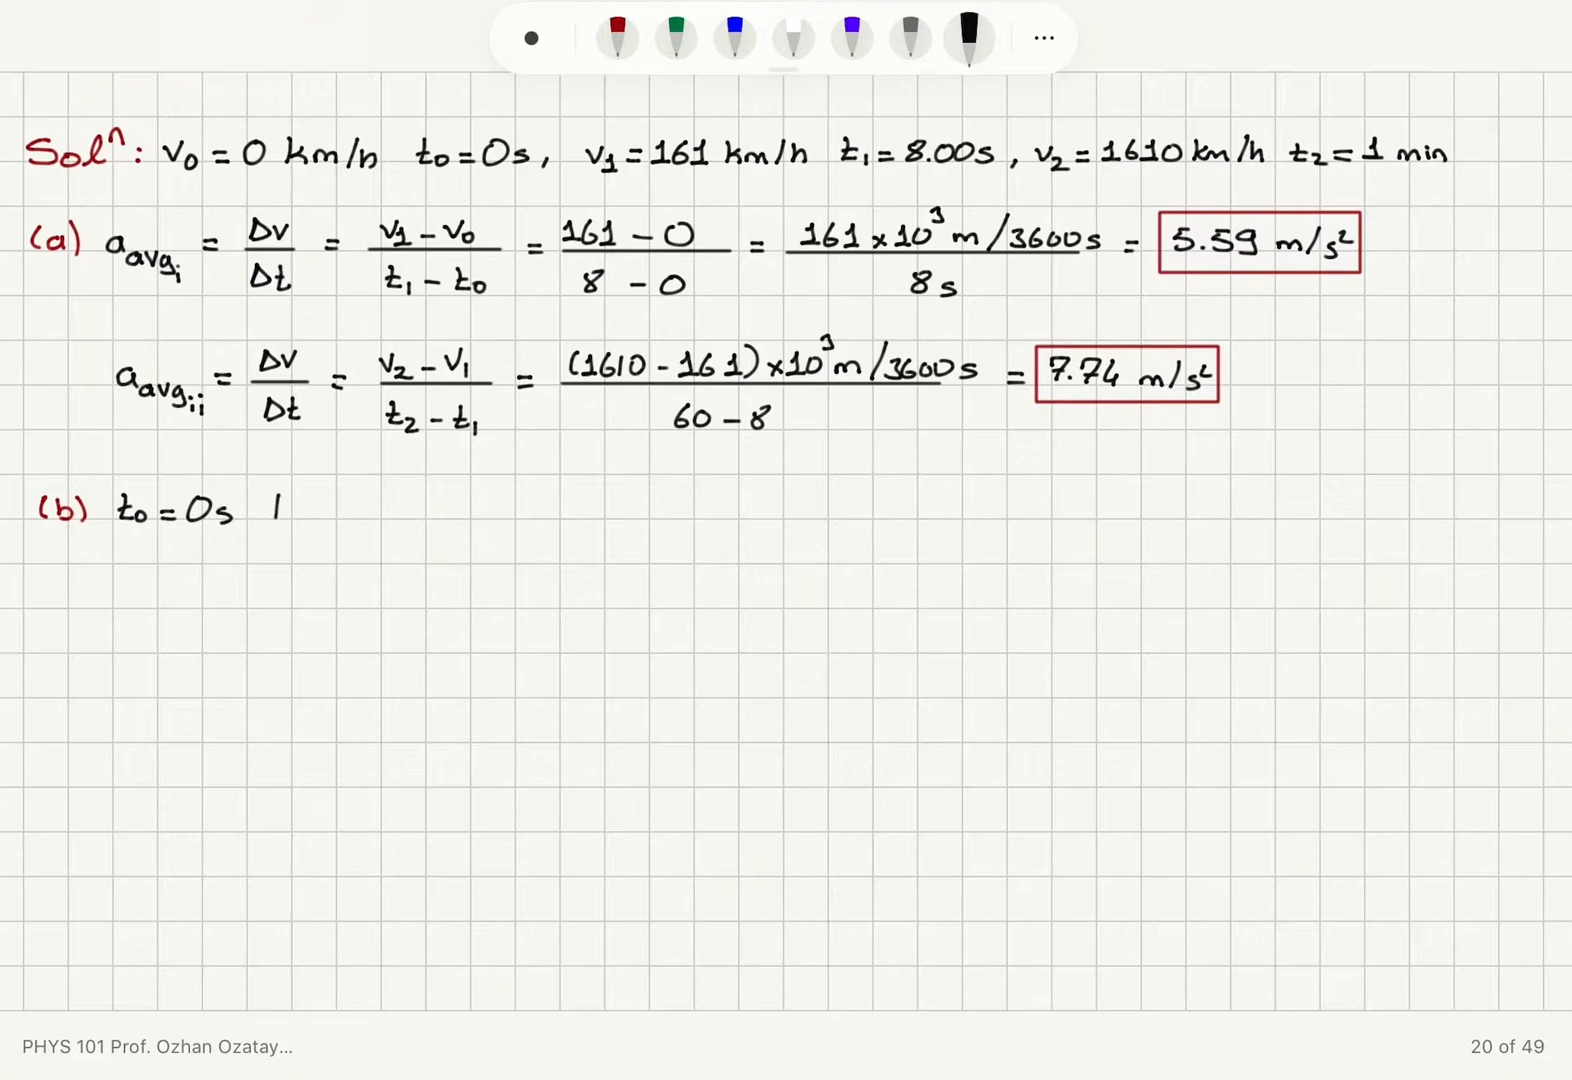 Solⁿ: v₀ = 0 km/h t₀ = 0s, v₁ = 161 km/h t₁ = 8.00s, v₂ = 1610 km/h t₂ = 1 min
(a) a_avg_i = Δv/Δt = (v₁ - v₀)/(t₁ - t₀) = (161 - 0)/(8 - 0) = (161 × 10³ m/3600s)/(8 s) = 5.59 m/s²
a_avg_ii = Δv/Δt = (v₂ - v₁)/(t₂ - t₁) = ((1610 - 161) × 10³ m/3600s)/(60 - 8) = 7.74 m/s²
(b) t₀ = 0s |
PHYS 101 Prof. Ozhan Ozatay...
20 of 49